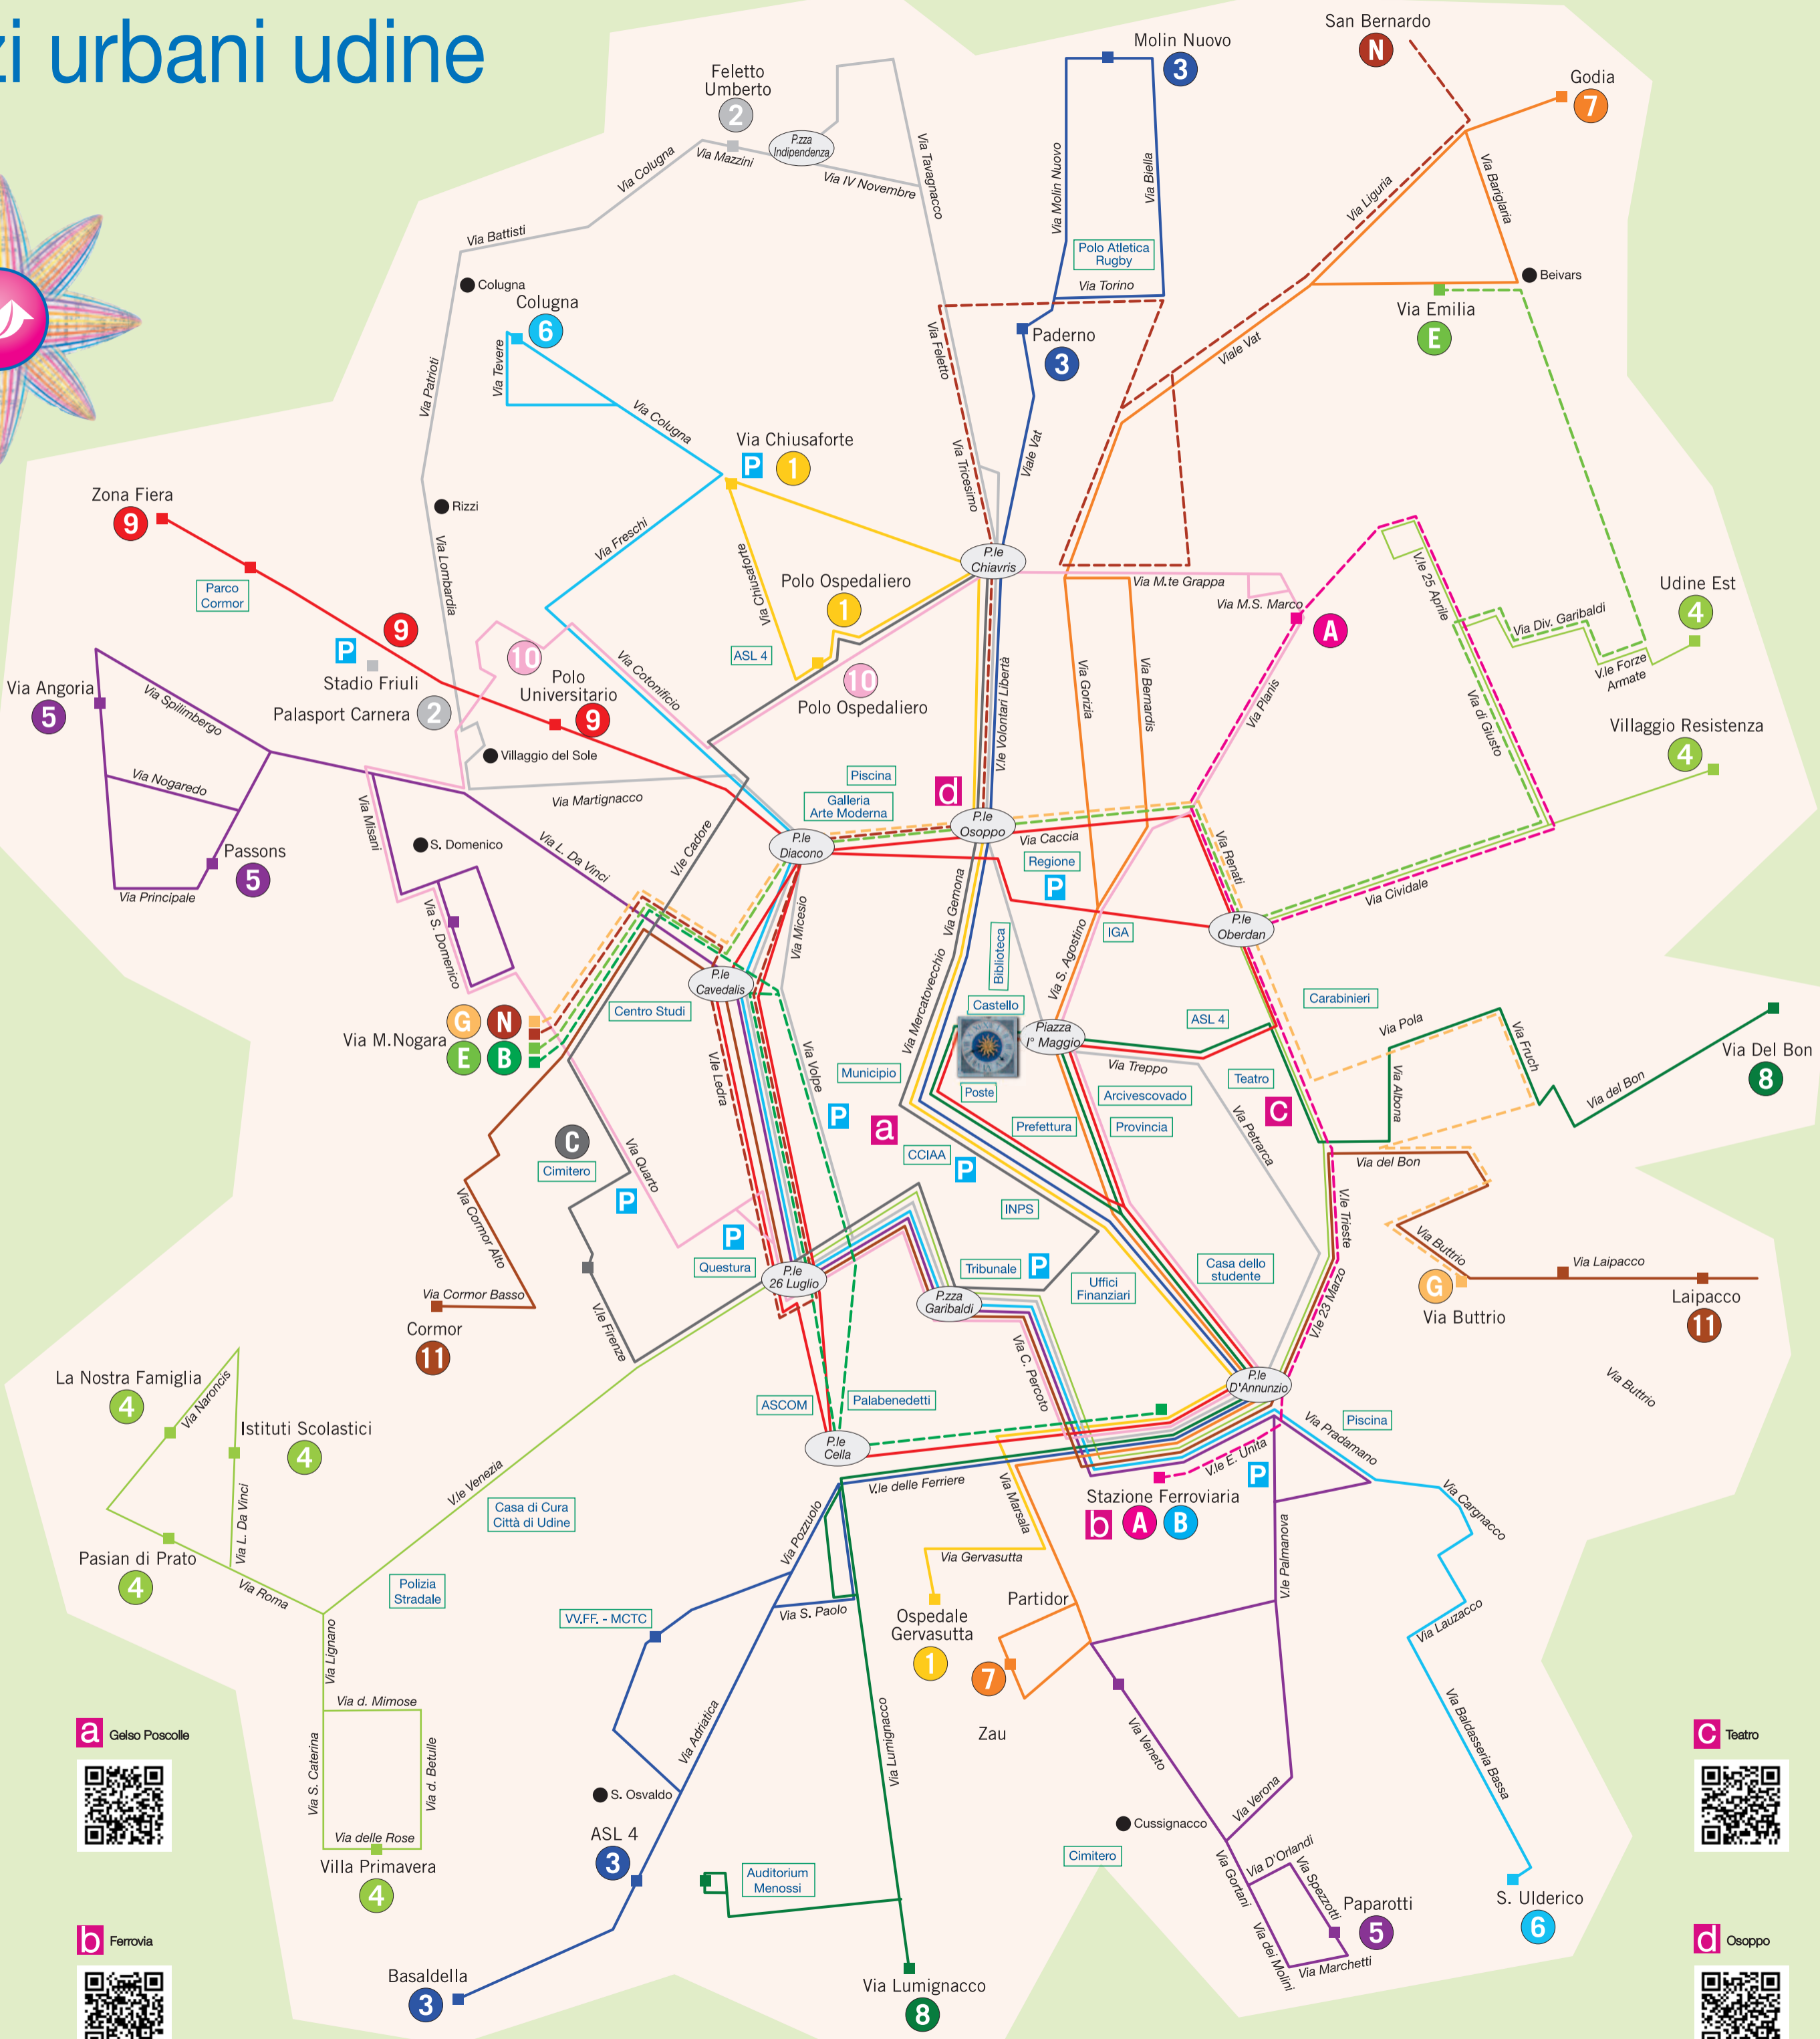 zi urbani udine
San Bernardo
N
Molin Nuovo
3
Godia
7
Feletto
Umberto
2
P.zza
Indipendenza
Via Mazzini
Via IV Novembre
Via Colugna
Via Tavagnacco
Via Molin Nuovo
Via Biella
Via Liguria
Via Bariglaria
Via Battisti
Polo Atletica
Rugby
Via Torino
Beivars
Colugna
Colugna
6
Via Emilia
E
Via Tevere
Via Patrioti
Via Feletto
Paderno
3
Viale Vat
Via Colugna
Via Chiusaforte
P
1
Via Tricesimo
Viale Vat
Zona Fiera
9
Rizzi
Via Freschi
Via Lombardia
Parco
Cormor
Via Chiusaforte
P.le
Chiavris
Polo Ospedaliero
1
Via M.te Grappa
Via M.S. Marco
A
V.le 25 Aprile
Via Div. Garibaldi
Udine Est
4
V.le Forze
Armate
9
P
10
ASL 4
Stadio Friuli
Palasport Carnera
2
Polo
Universitario
9
Via Cotonificio
10
Polo Ospedaliero
V.le Volontari Libertà
Via Gorizia
Via Bernardis
Via Planis
Via di Giusto
Villaggio Resistenza
4
Via Angoria
5
Via Spilimbergo
Via Nogaredo
Villaggio del Sole
Piscina
Galleria
Arte Moderna
d
Via Martignacco
Via Misani
S. Domenico
Via L. Da Vinci
V.le Cadore
P.le
Diacono
P.le
Osoppo
Via Caccia
Regione
P
Via Renati
Via Cividale
Passons
5
Via Principale
Via S. Domenico
Via Micesio
Via Gemona
Biblioteca
IGA
Via S. Agostino
P.le
Oberdan
P.le
Cavedalis
Centro Studi
Via Mercatovecchio
Castello
Piazza
I° Maggio
ASL 4
Carabinieri
Via M.Nogara
G
N
E
B
Via Pola
Via Fruch
Via Del Bon
8
V.le Ledra
Via Volpe
Municipio
Poste
Via Treppo
Teatro
C
Via Albona
Via del Bon
Arcivescovado
P
a
Prefettura
Provincia
Via Petrarca
C
Cimitero
Via Quarto
CCIAA
P
Via del Bon
P
Via Cormor Alto
INPS
V.le Trieste
P
Questura
P.le
26 Luglio
Tribunale
P
Uffici
Finanziari
Casa dello
studente
Via Buttrio
Via Laipacco
G
Via Buttrio
Laipacco
11
Via Cormor Basso
Cormor
11
V.le Firenze
P.zza
Garibaldi
V.le 23 Marzo
Via C. Percoto
P.le
D'Annunzio
Via Buttrio
La Nostra Famiglia
4
Via Naroncis
Istituti Scolastici
4
ASCOM
Palabenedetti
Piscina
P.le
Cella
Via Pradamano
V.le E. Unita
P
V.le Venezia
V.le delle Ferriere
Via Marsala
Stazione Ferroviaria
b
A
B
Via Cargnacco
Casa di Cura
Città di Udine
Via L. Da Vinci
Pasian di Prato
4
Via Roma
Via Pozzuolo
Via Gervasutta
V.le Palmanova
Polizia
Stradale
VV.FF. - MCTC
Via S. Paolo
Partidor
Ospedale
Gervasutta
1
7
Zau
Via Lauzacco
Via Lignano
Via d. Mimose
Via Adriatica
Via Lumignacco
Via Veneto
Via Baldasseria Bassa
a
Gelso Poscolle
C
Teatro
Via S. Caterina
Via d. Betulle
S. Osvaldo
Via Verona
Cussignacco
Via delle Rose
Villa Primavera
4
ASL 4
3
Cimitero
Via D'Orlandi
Via Gortani
Via Spezzotti
Auditorium
Menossi
Paparotti
5
S. Ulderico
6
b
Ferrovia
d
Osoppo
Via dei Molini
Via Marchetti
Basaldella
3
Via Lumignacco
8